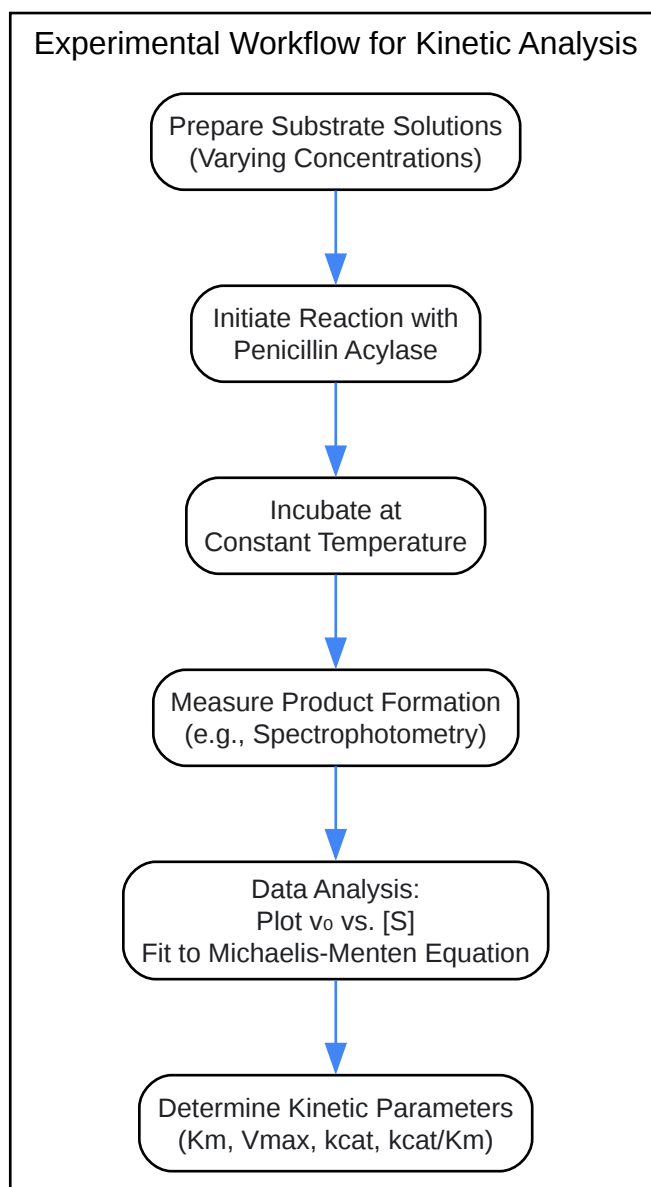 Experimental Workflow for Kinetic Analysis
Prepare Substrate Solutions
(Varying Concentrations)
Initiate Reaction with
Penicillin Acylase
Incubate at
Constant Temperature
Measure Product Formation
(e.g., Spectrophotometry)
Data Analysis:
Plot v₀ vs. [S]
Fit to Michaelis-Menten Equation
Determine Kinetic Parameters
(Km, Vmax, kcat, kcat/Km)